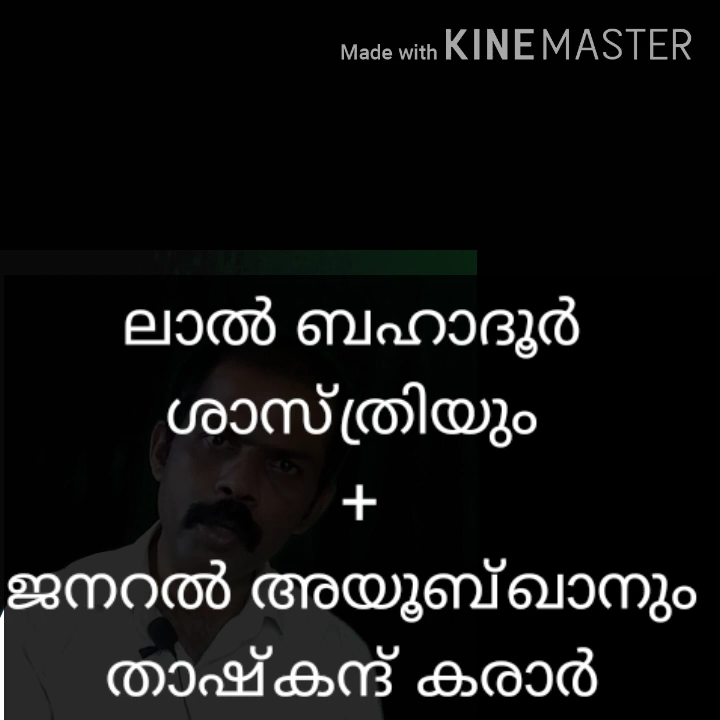 Made with KINEMASTER
ലാൽ ബഹാദൂർ
ശാസ്ത്രിയും
+
ജനറൽ അയൂബ്ഖാനും
താഷ്കന്ദ് കരാർ